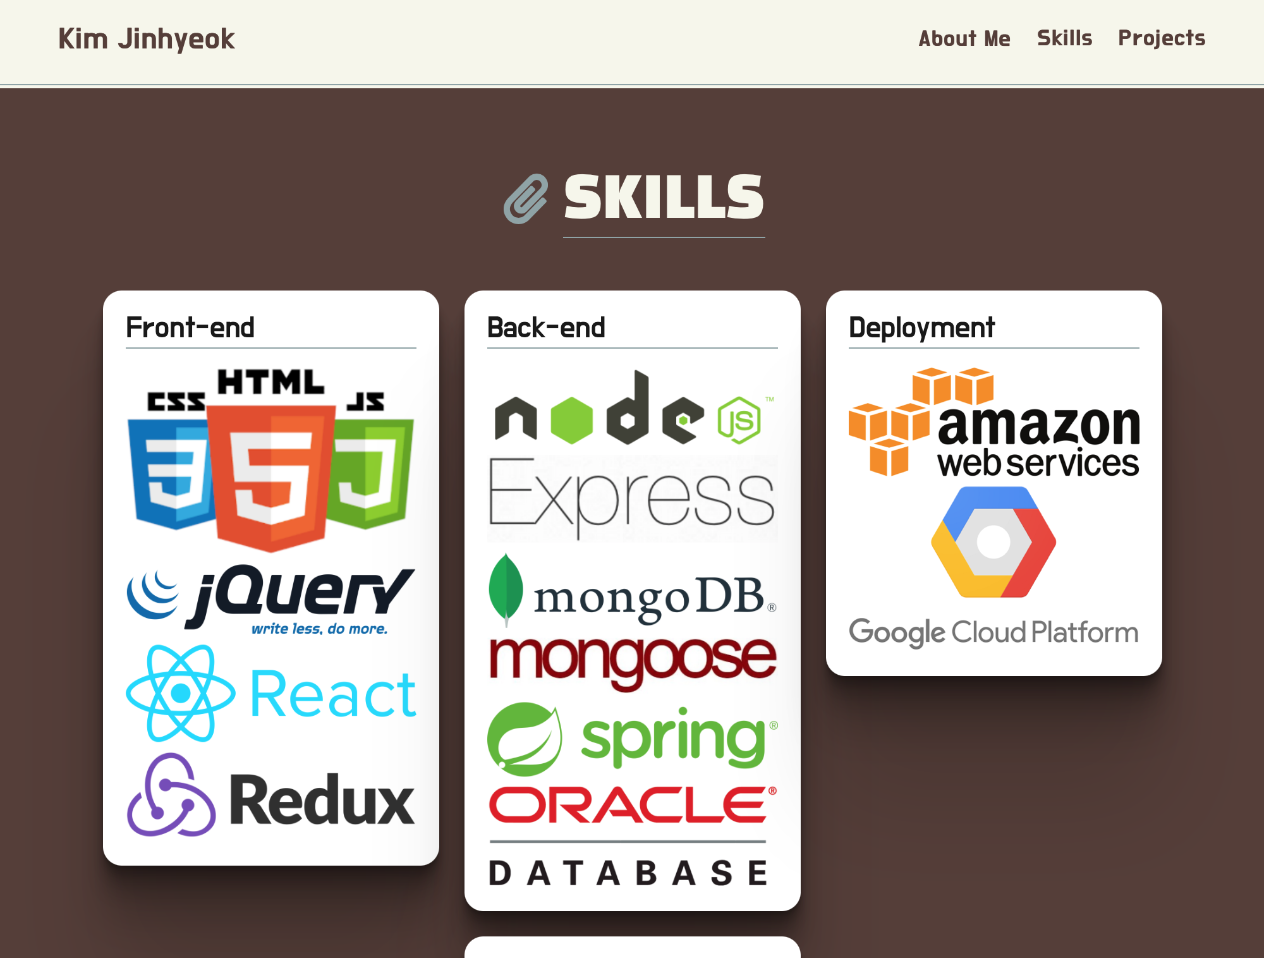 Kim Jinhyeok
About Me
Skills
Projects
SKILLS
Front-end
HTML
CSS
JS
3
5
J
jQuery
write less, do more.
React
Redux
Back-end
node
JS
™
Express
mongoDB®
mongoose
spring®
ORACLE®
DATABASE
Deployment
amazon
web services
Google Cloud Platform